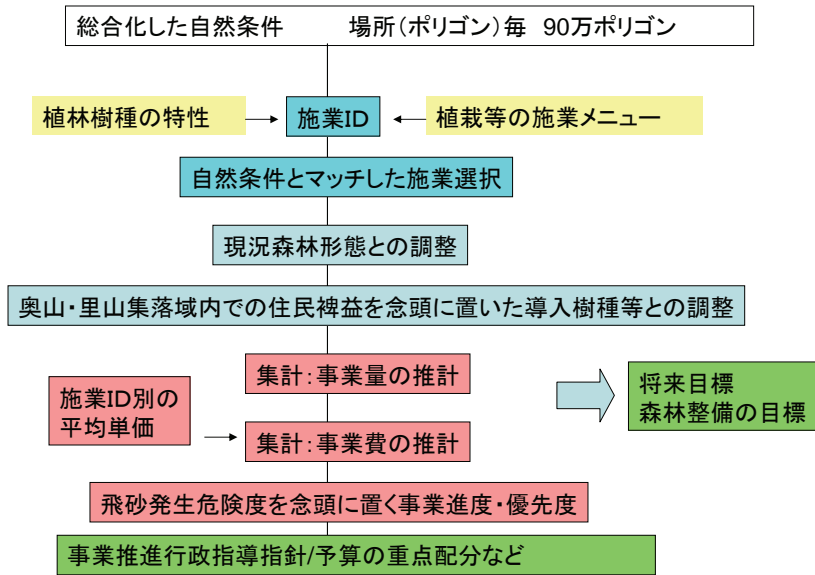 総合化した自然条件　　　場所（ポリゴン）毎　90万ポリゴン
植林樹種の特性
施業ID
植栽等の施業メニュー
自然条件とマッチした施業選択
現況森林形態との調整
奥山・里山集落域内での住民裨益を念頭に置いた導入樹種等との調整
集計：事業量の推計
施業ID別の
平均単価
集計：事業費の推計
将来目標
森林整備の目標
飛砂発生危険度を念頭に置く事業進度・優先度
事業推進行政指導指針/予算の重点配分など